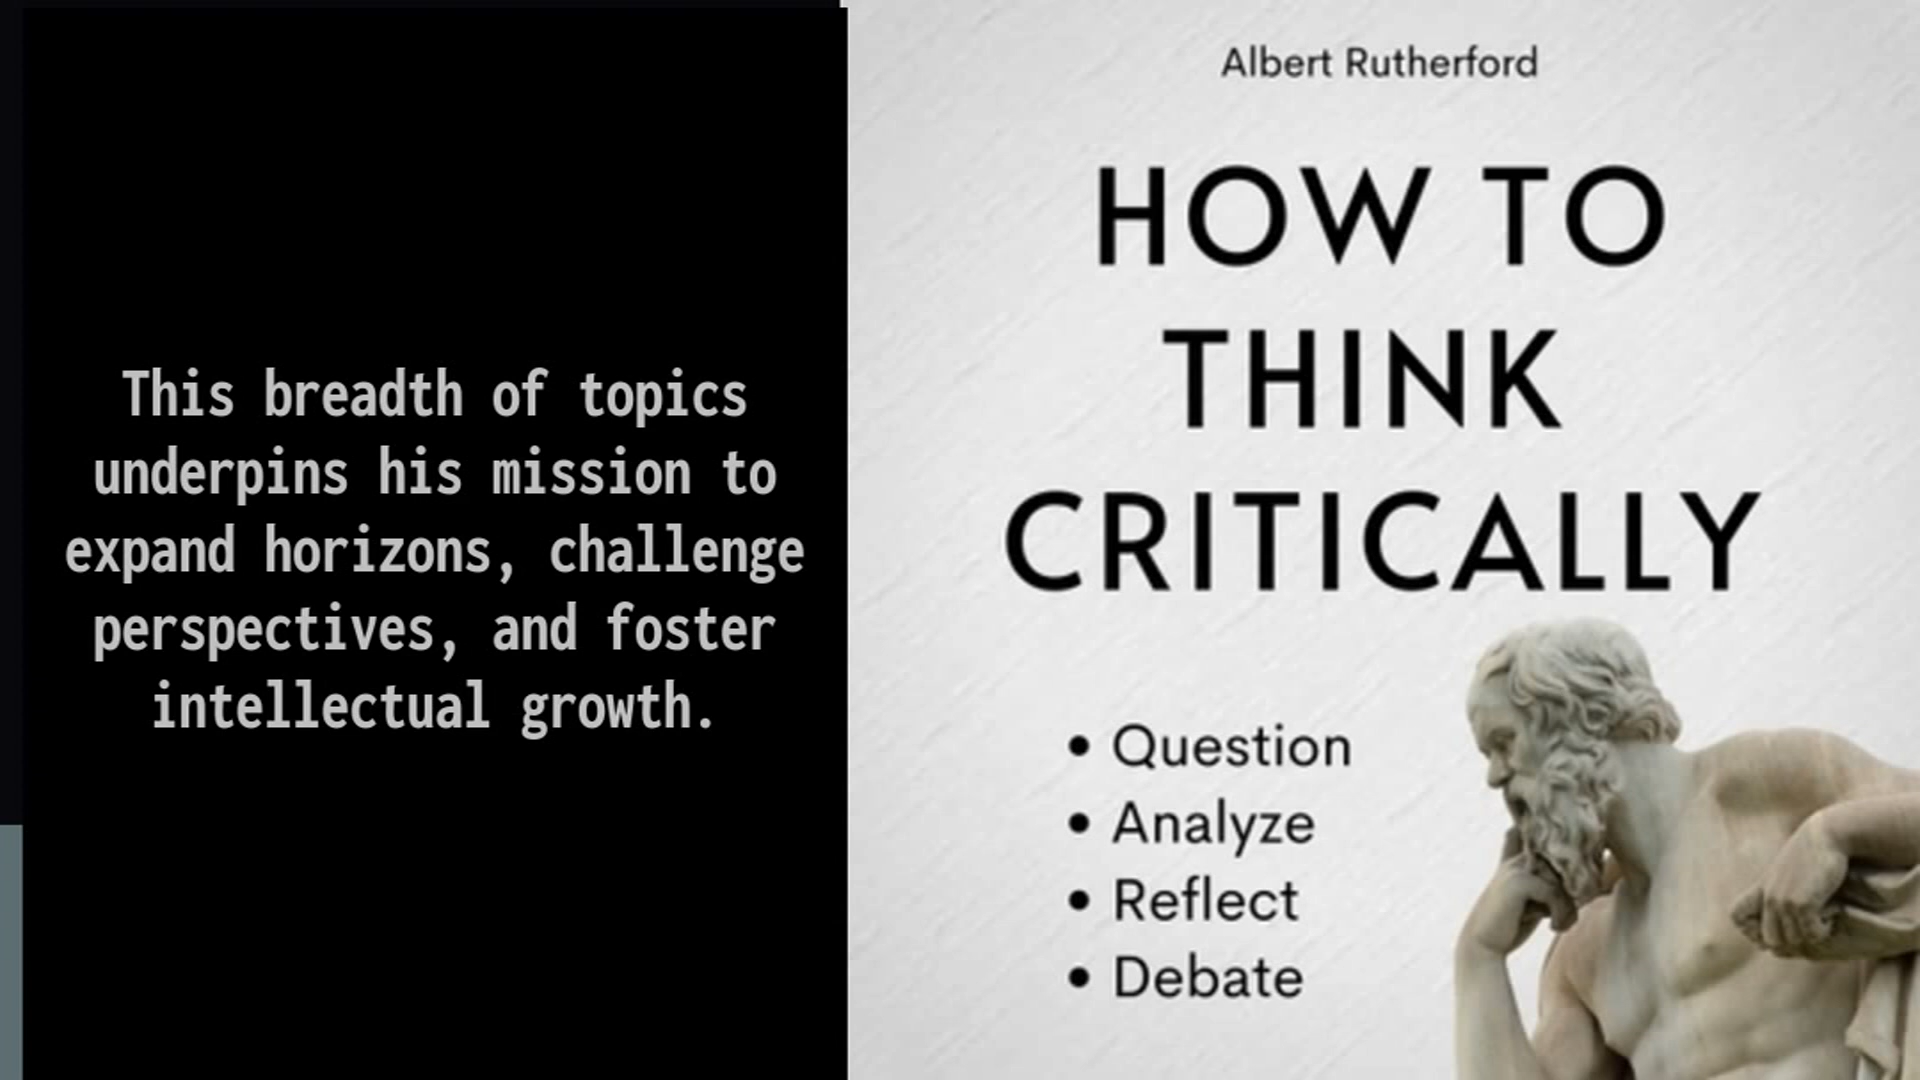 This breadth of topics
underpins his mission to
expand horizons, challenge
perspectives, and foster
intellectual growth.
Albert Rutherford
HOW TO
THINK
CRITICALLY
• Question
• Analyze
• Reflect
• Debate